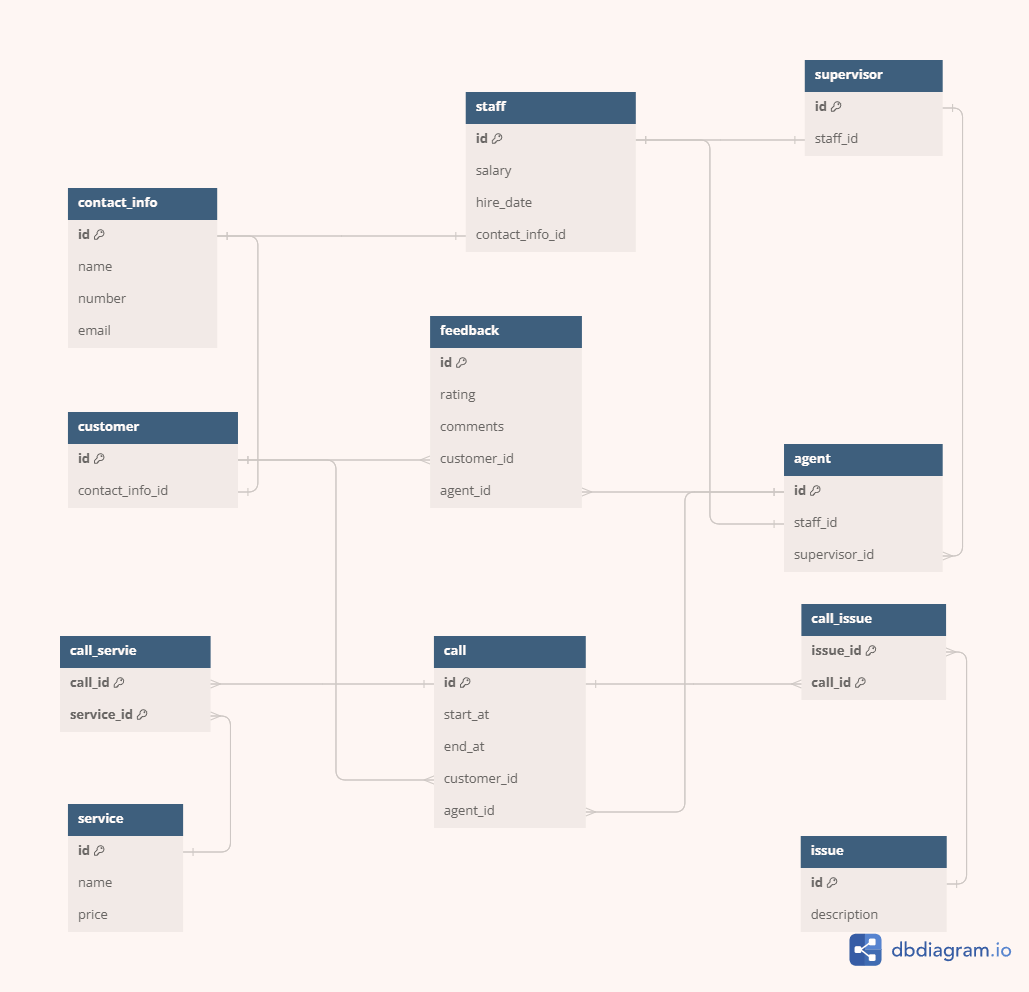 supervisor
id
staff_id
staff
id
salary
hire_date
contact_info_id
contact_info
id
name
number
email
feedback
id
rating
comments
customer_id
agent_id
customer
id
contact_info_id
agent
id
staff_id
supervisor_id
call_issue
issue_id
call_id
call_servie
call_id
service_id
call
id
start_at
end_at
customer_id
agent_id
service
id
name
price
issue
id
description
dbdiagram.io